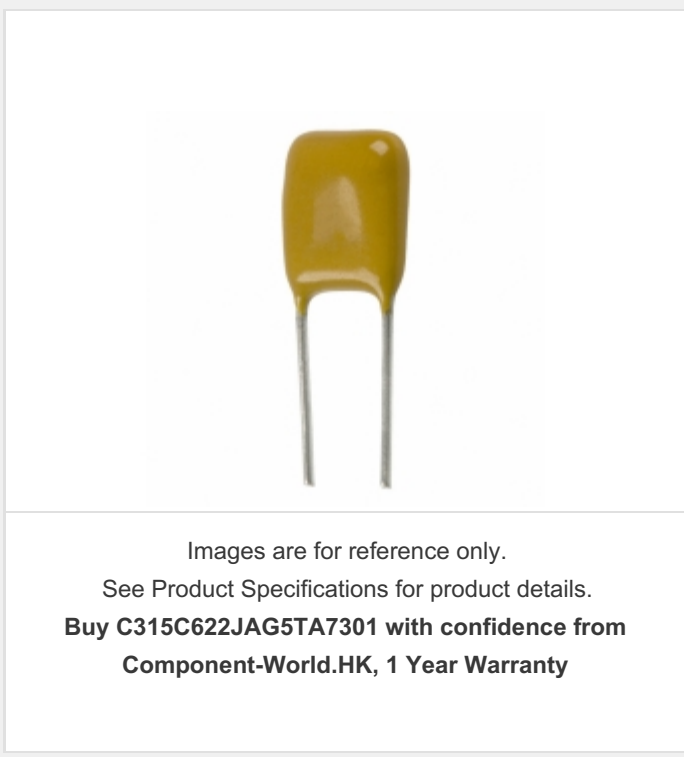 Images are for reference only.
See Product Specifications for product details.
Buy C315C622JAG5TA7301 with confidence from
Component-World.HK, 1 Year Warranty